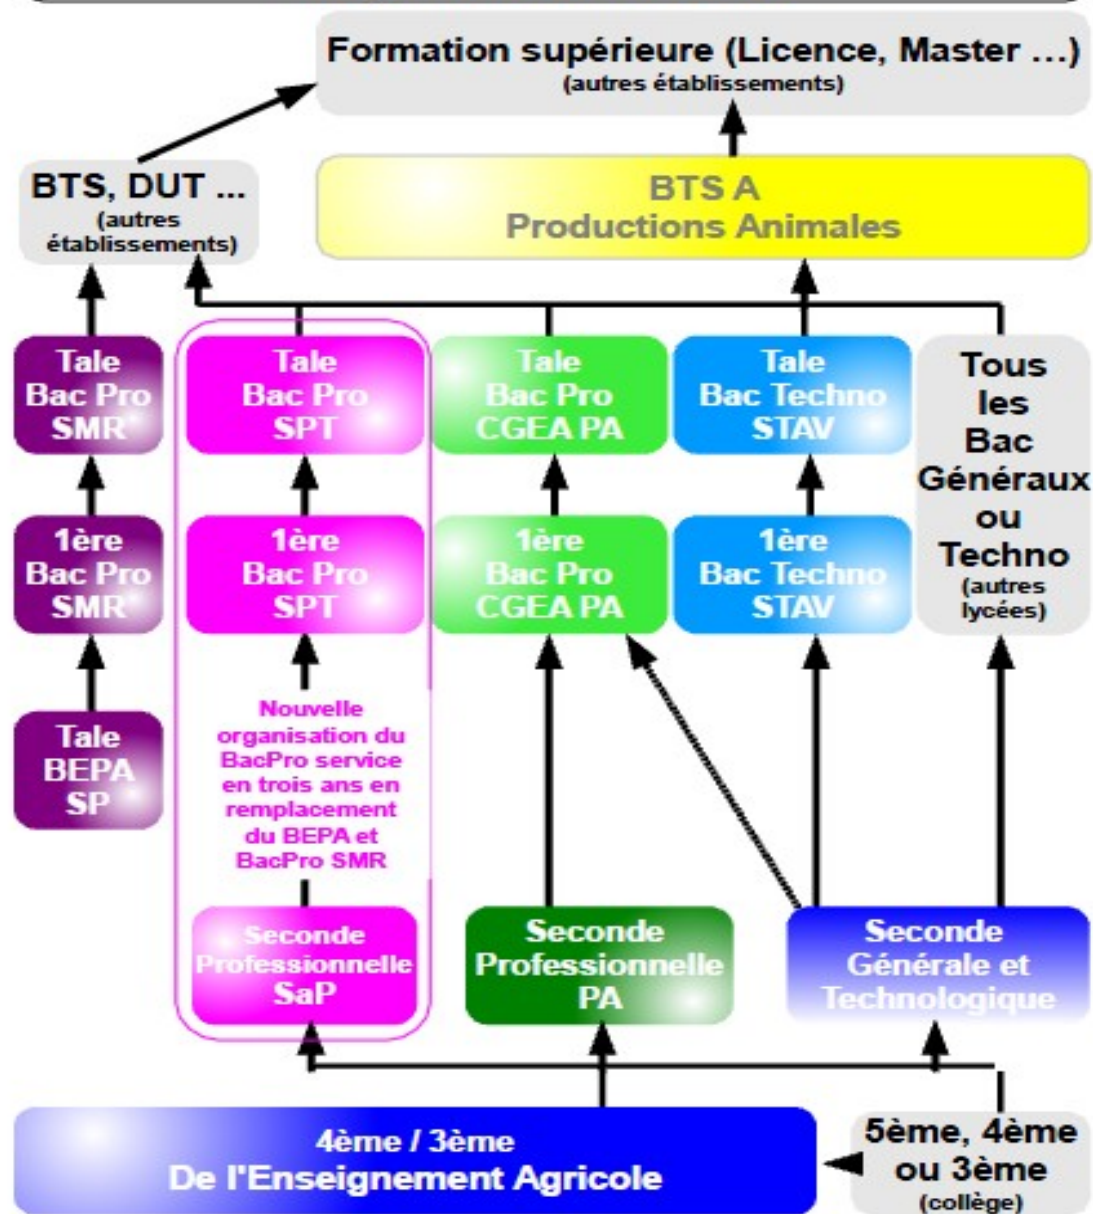 Formation supérieure (Licence, Master ...)
(autres établissements)
BTS, DUT ...
(autres
établissements)
BTS A
Productions Animales
Tale
Bac Pro
SMR
Tale
Bac Pro
SPT
Tale
Bac Pro
CGEA PA
Tale
Bac Techno
STAV
Tous
les
Bac
Généraux
ou
Techno
(autres
lycées)
1ère
Bac Pro
SMR
1ère
Bac Pro
SPT
1ère
Bac Pro
CGEA PA
1ère
Bac Techno
STAV
Tale
BEPA
SP
Nouvelle
organisation du
BacPro service
en trois ans en
remplacement
du BEPA et
BacPro SMR
Seconde
Professionnelle
SaP
Seconde
Professionnelle
PA
Seconde
Générale et
Technologique
4ème / 3ème
De l'Enseignement Agricole
5ème, 4ème
ou 3ème
(collège)